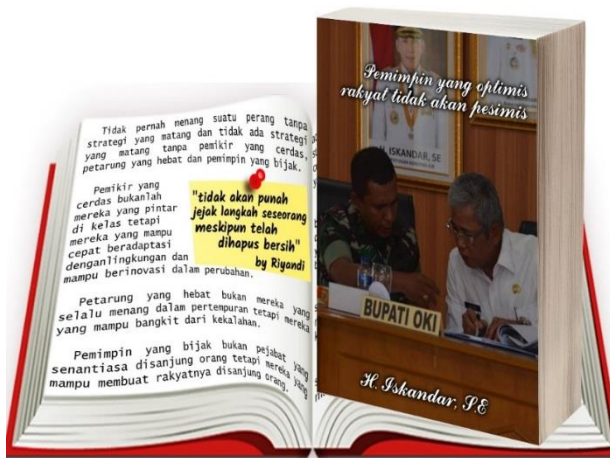 Tidak pernah menang suatu perang tanpa
strategi yang matang dan tidak ada strategi
yang matang tanpa pemikir yang cerdas,
petarung yang hebat dan pemimpin yang bijak.
Pemikir yang
cerdas bukanlah
mereka yang pintar
di kelas tetapi
mereka yang mampu
cepat beradaptasi
denganlingkungan dan
mampu berinovasi dalam perubahan.
"tidak akan punah
jejak langkah seseorang
meskipun telah
dihapus bersih"
by Riyandi
Petarung yang hebat bukan mereka yang
selalu menang dalam pertempuran tetapi mereka
yang mampu bangkit dari kekalahan.
Pemimpin yang bijak bukan pejabat yang
senantiasa disanjung orang tetapi mereka yang
mampu membuat rakyatnya disanjung orang.
Pemimpin yang optimis
rakyat tidak akan pesimis
H. ISKANDAR, SE
BUPATI OKI
H. Iskandar, S.E